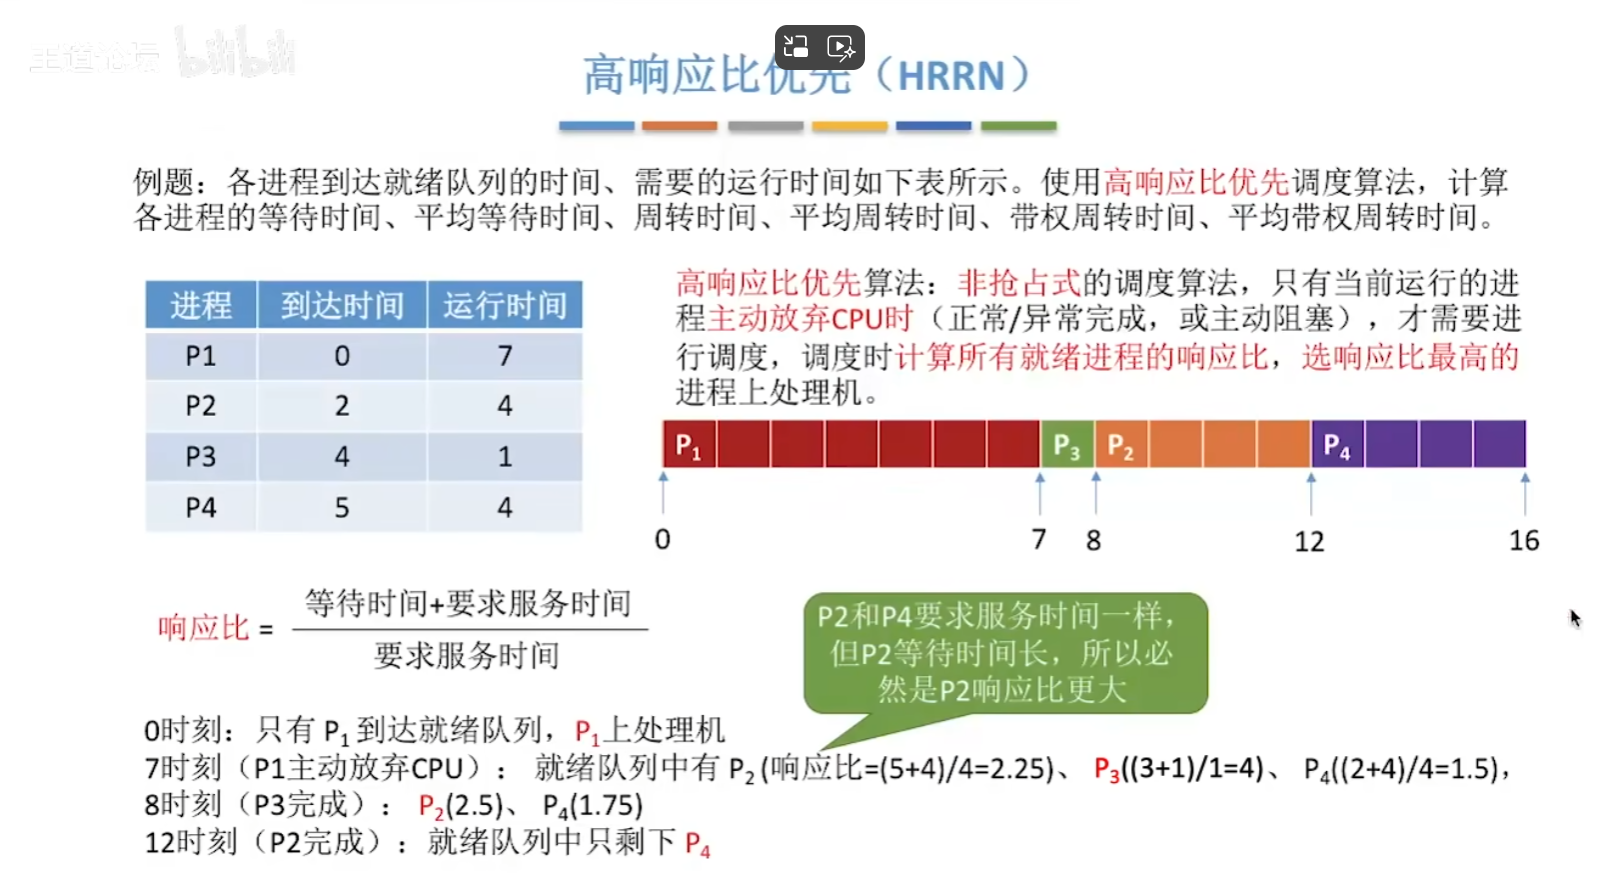 王道论坛 bilibili
高响应比优先（HRRN）
例题：各进程到达就绪队列的时间、需要的运行时间如下表所示。使用高响应比优先调度算法，计算
各进程的等待时间、平均等待时间、周转时间、平均周转时间、带权周转时间、平均带权周转时间。
进程 到达时间 运行时间
P1 0 7
P2 2 4
P3 4 1
P4 5 4
高响应比优先算法：非抢占式的调度算法，只有当前运行的进
程主动放弃CPU时（正常/异常完成，或主动阻塞），才需要进
行调度，调度时计算所有就绪进程的响应比，选响应比最高的
进程上处理机。
P1 P3 P2 P4
0 7 8 12 16
响应比 = 等待时间+要求服务时间
要求服务时间
P2和P4要求服务时间一样，
但P2等待时间长，所以必
然是P2响应比更大
0时刻：只有 P1 到达就绪队列，P1上处理机
7时刻（P1主动放弃CPU）： 就绪队列中有 P2 (响应比=(5+4)/4=2.25)、 P3((3+1)/1=4)、 P4((2+4)/4=1.5)，
8时刻（P3完成）： P2(2.5)、 P4(1.75)
12时刻（P2完成）：就绪队列中只剩下 P4